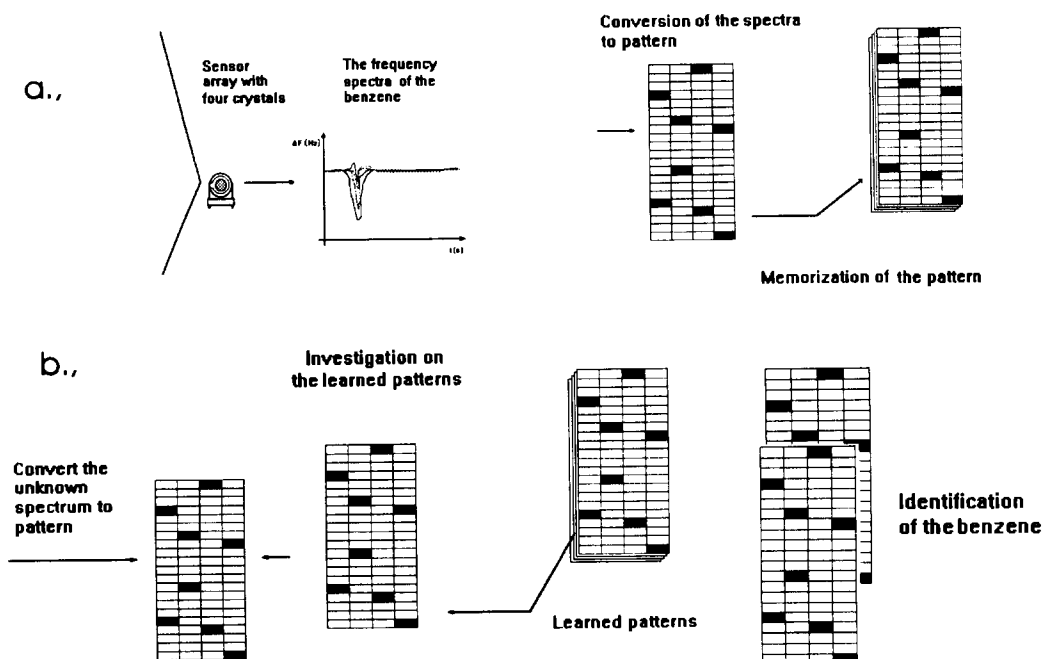 a.,
Sensor
array with
four crystals
The frequency
spectra of the
benzene
ΔF (Hz)
t(s)
Conversion of the spectra
to pattern
Memorization of the pattern
b.,
Investigation on
the learned patterns
Convert the
unknown
spectrum to
pattern
Learned patterns
Identification
of the benzene